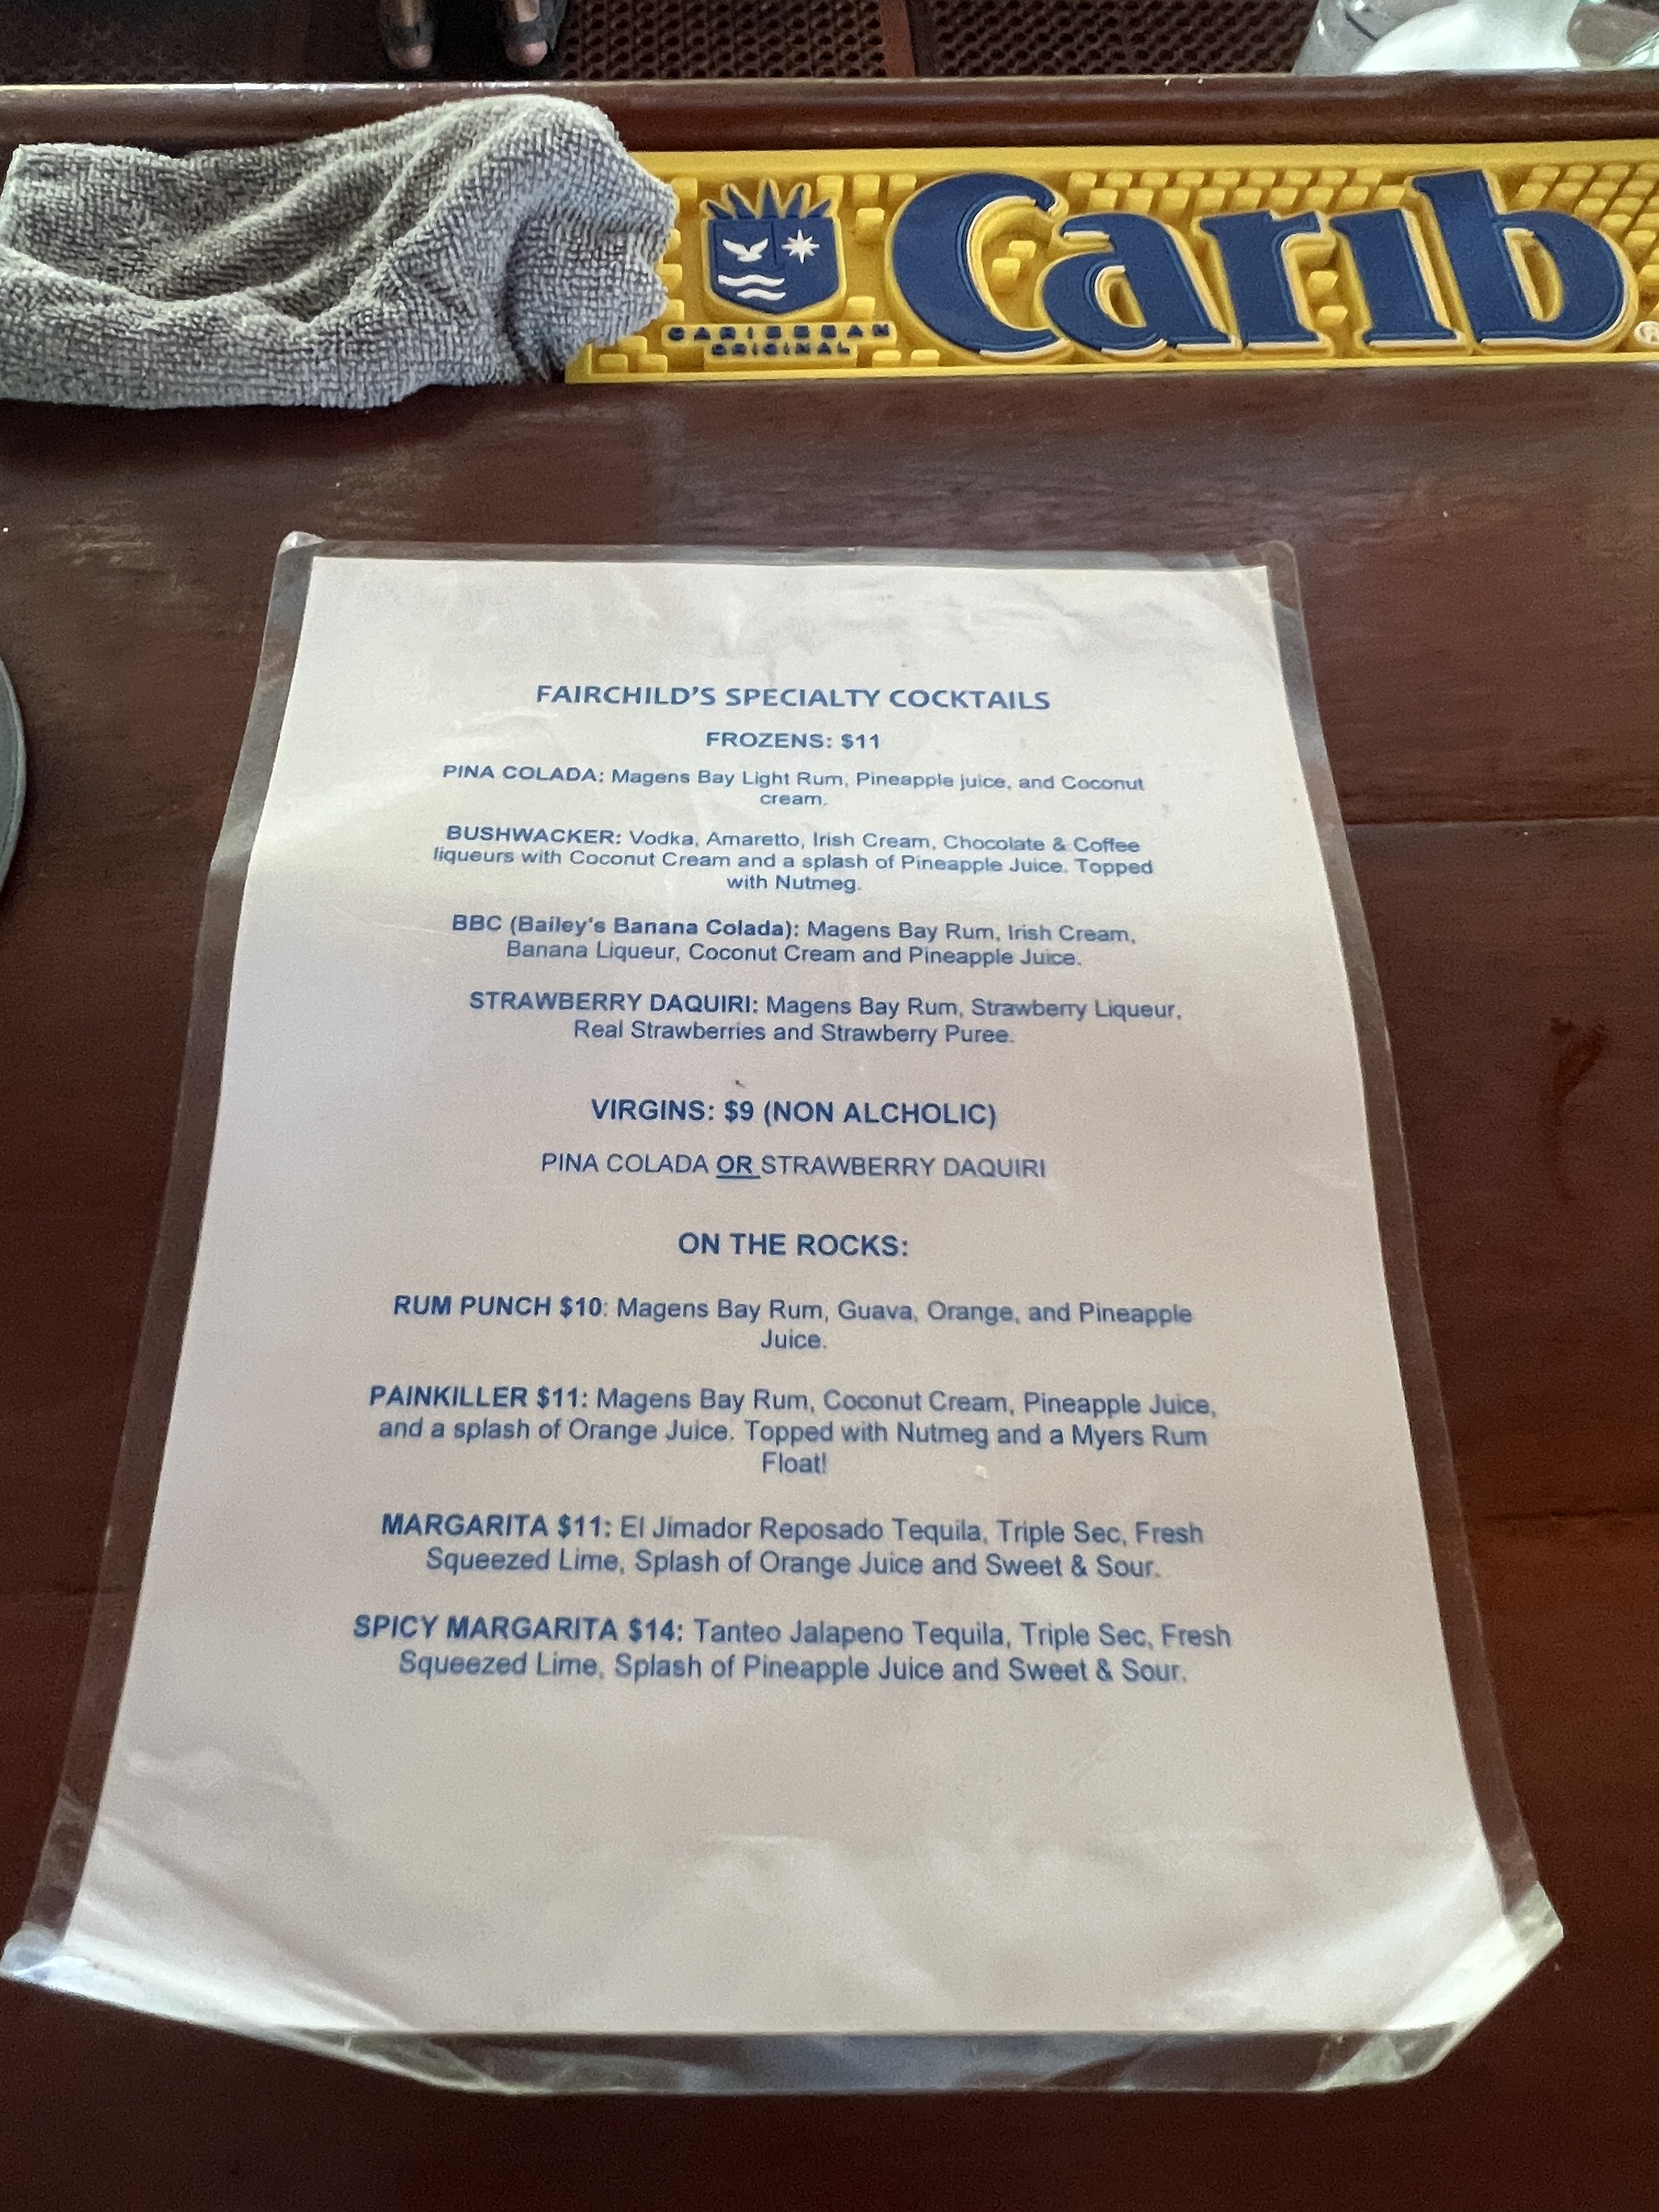 CARIBBEAN
ORIGINAL
Carib
®
FAIRCHILD'S SPECIALTY COCKTAILS
FROZENS: $11
PINA COLADA: Magens Bay Light Rum, Pineapple juice, and Coconut
cream.
BUSHWACKER: Vodka, Amaretto, Irish Cream, Chocolate & Coffee
liqueurs with Coconut Cream and a splash of Pineapple Juice. Topped
with Nutmeg.
BBC (Bailey's Banana Colada): Magens Bay Rum, Irish Cream,
Banana Liqueur, Coconut Cream and Pineapple Juice.
STRAWBERRY DAQUIRI: Magens Bay Rum, Strawberry Liqueur,
Real Strawberries and Strawberry Puree.
VIRGINS: $9 (NON ALCHOLIC)
PINA COLADA OR STRAWBERRY DAQUIRI
ON THE ROCKS:
RUM PUNCH $10: Magens Bay Rum, Guava, Orange, and Pineapple
Juice.
PAINKILLER $11: Magens Bay Rum, Coconut Cream, Pineapple Juice,
and a splash of Orange Juice. Topped with Nutmeg and a Myers Rum
Float!
MARGARITA $11: El Jimador Reposado Tequila, Triple Sec, Fresh
Squeezed Lime, Splash of Orange Juice and Sweet & Sour.
SPICY MARGARITA $14: Tanteo Jalapeno Tequila, Triple Sec, Fresh
Squeezed Lime, Splash of Pineapple Juice and Sweet & Sour.